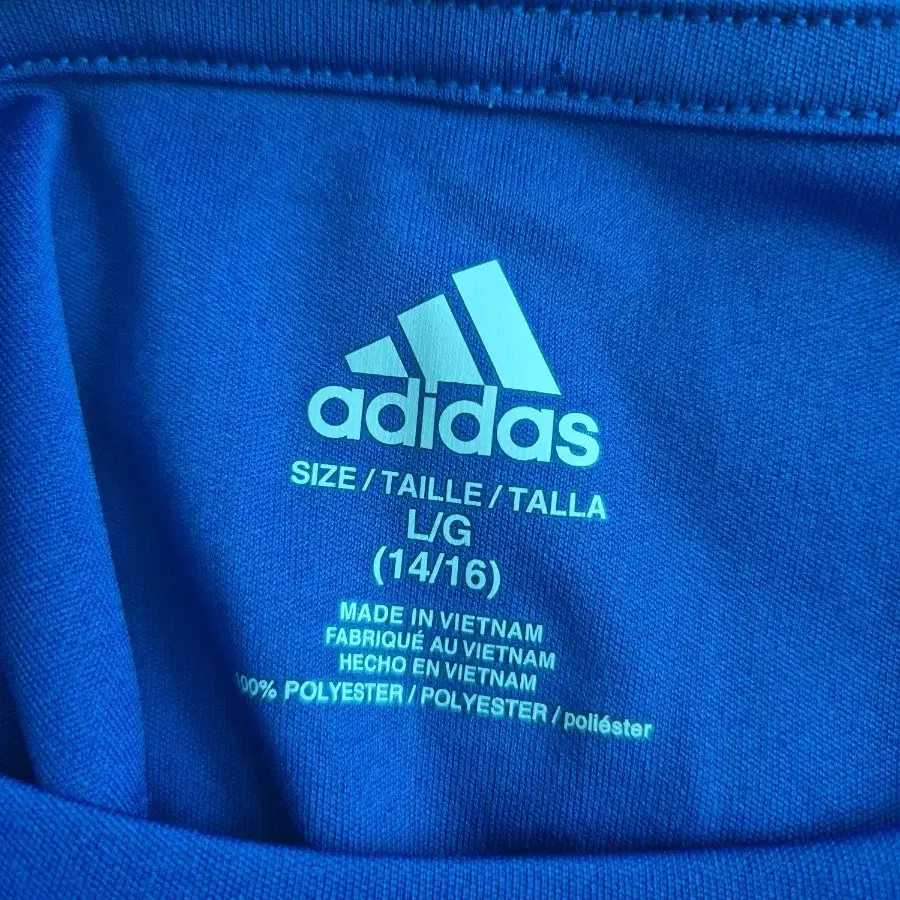 adidas
SIZE / TAILLE / TALLA
L/G
(14/16)
MADE IN VIETNAM
FABRIQUÉ AU VIETNAM
HECHO EN VIETNAM
100% POLYESTER / POLYESTER / poliéster